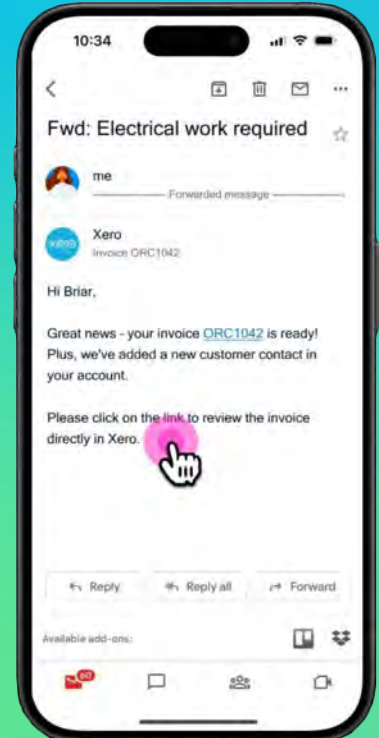 10:34
Fwd: Electrical work required
me
Forwarded message
xero
Xero
Invoice ORC1042
Hi Briar,
Great news - your invoice ORC1042 is ready!
Plus, we've added a new customer contact in
your account.
Please click on the link to review the invoice
directly in Xero.
Reply
Reply all
Forward
Available add-ons: